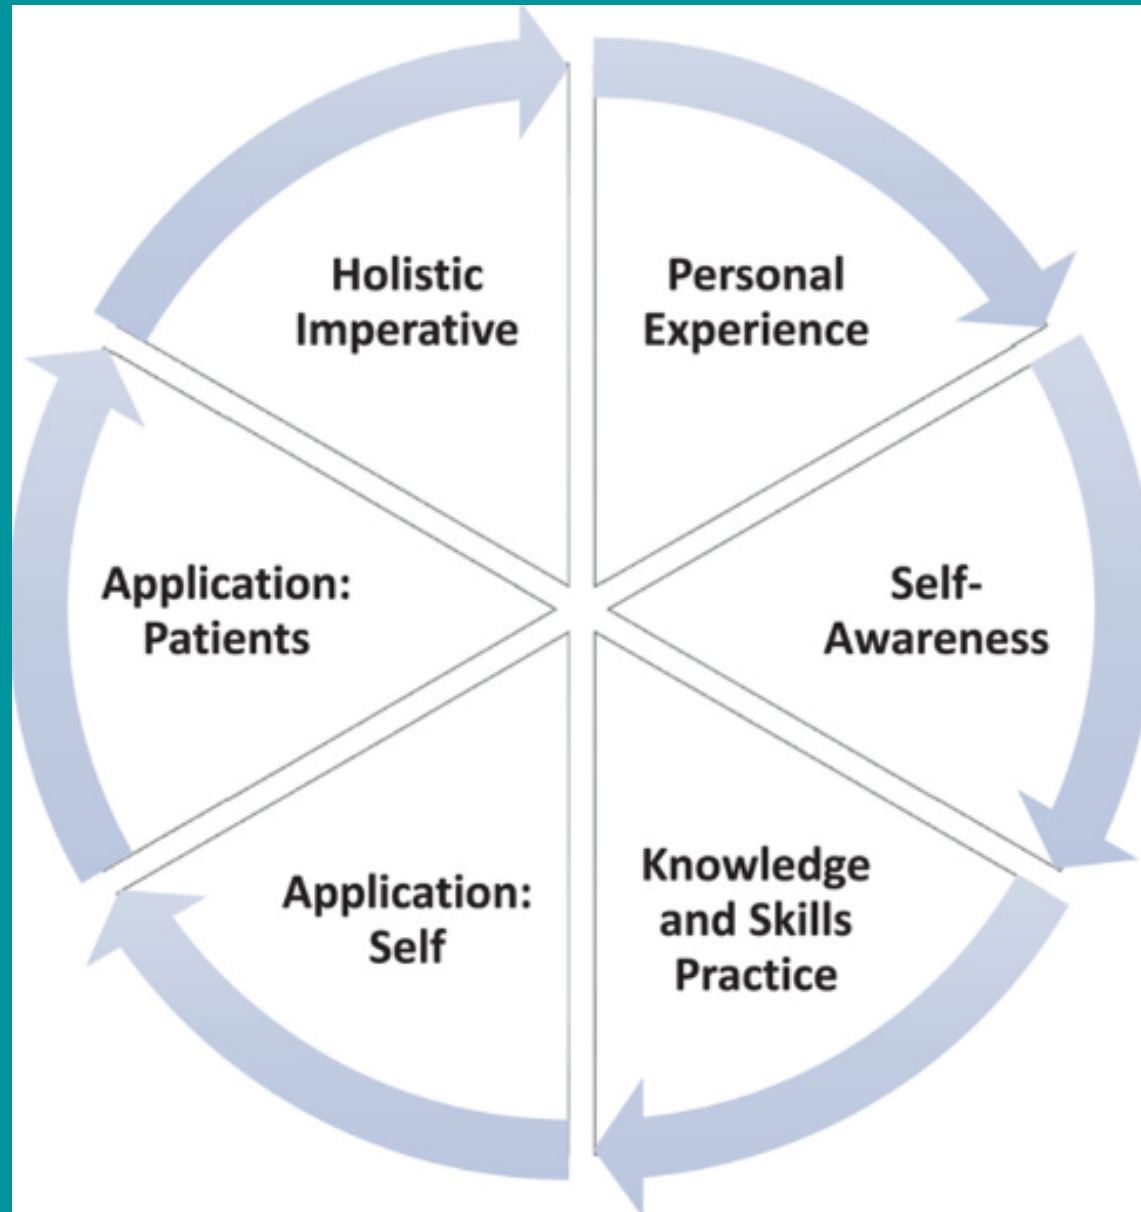 Holistic
Imperative
Personal
Experience
Self-
Awareness
Knowledge
and Skills
Practice
Application:
Self
Application:
Patients